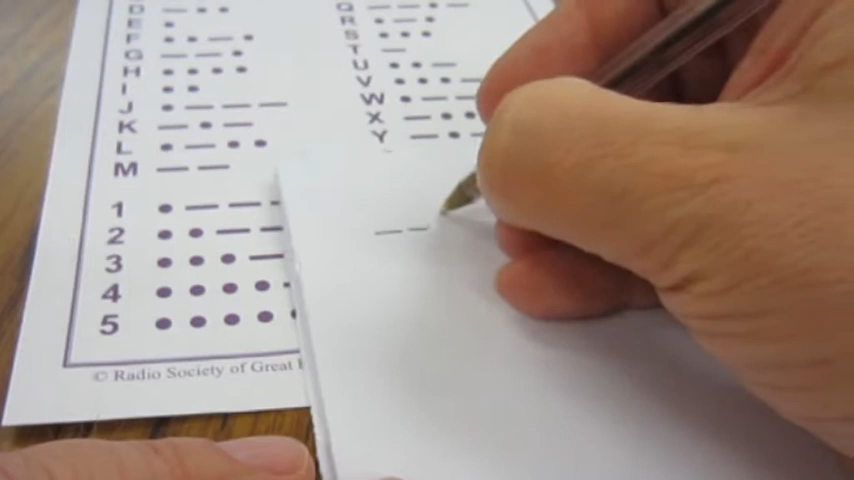 D — • •
E •
F • • — •
G — — •
H • • • •
I • •
J • — — —
K — • —
L • — • •
M — —
1 • — —
2 • • — —
3 • • • —
4 • • • •
5 • • • • •
© Radio Society of Great
Q — — • —
R • — •
S • • •
T —
U • • —
V • • • —
W • — —
X — • •
Y — • —
— —